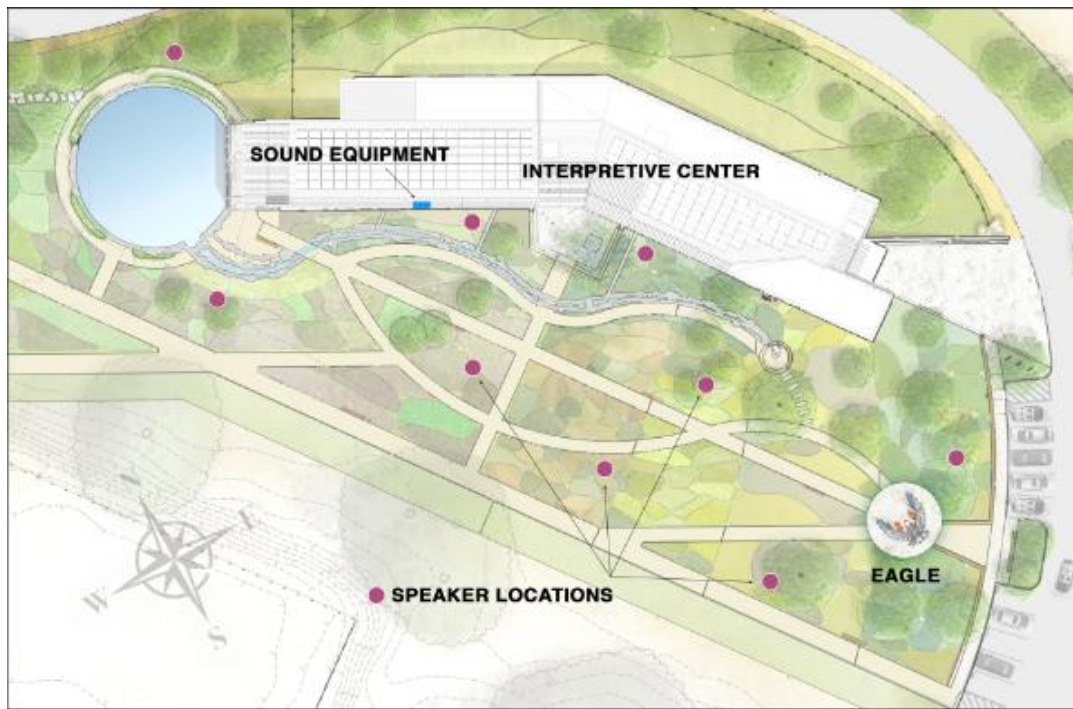 SOUND EQUIPMENT
INTERPRETIVE CENTER
EAGLE
SPEAKER LOCATIONS
N
E
W
S